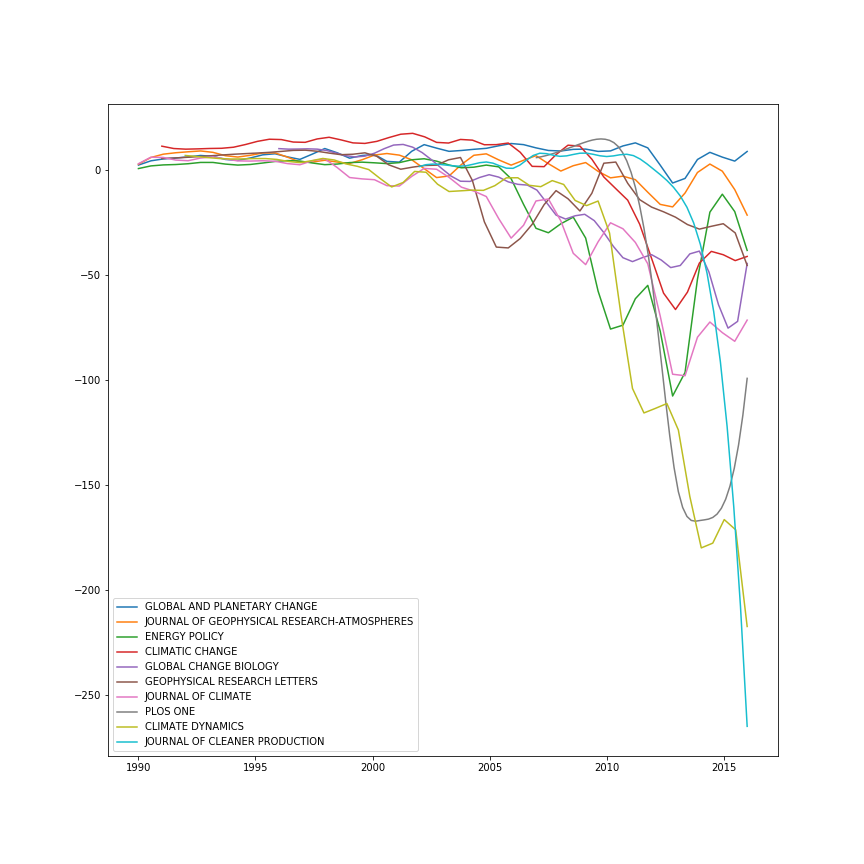 0
−50
−100
−150
−200
−250
GLOBAL AND PLANETARY CHANGE
JOURNAL OF GEOPHYSICAL RESEARCH-ATMOSPHERES
ENERGY POLICY
CLIMATIC CHANGE
GLOBAL CHANGE BIOLOGY
GEOPHYSICAL RESEARCH LETTERS
JOURNAL OF CLIMATE
PLOS ONE
CLIMATE DYNAMICS
JOURNAL OF CLEANER PRODUCTION
1990 1995 2000 2005 2010 2015